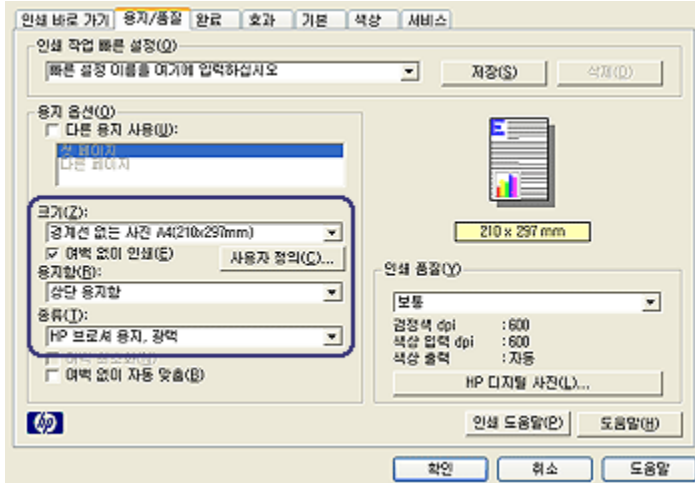 인쇄 바로 가기 용지/품질 완료 효과 기본 색상 서비스
인쇄 작업 빠른 설정(O)
빠른 설정 이름을 여기에 입력하십시오 저장(S) 삭제(D)
용지 옵션(O)
다른 용지 사용(U):
첫 페이지
다른 페이지
E
크기(Z):
경계선 없는 사진 A4(210x297mm)
여백 없이 인쇄(E) 사용자 정의(C)...
용지함(R):
상단 용지함
종류(T):
HP 브로셔 용지, 광택
여백 없이 자동 맞춤(B)
210 x 297 mm
인쇄 품질(Y)
보통
검정색 dpi : 600
색상 입력 dpi : 600
색상 출력 : 자동
HP 디지털 사진(L)...
hp
인쇄 도움말(P) 도움말(H)
확인 취소 도움말